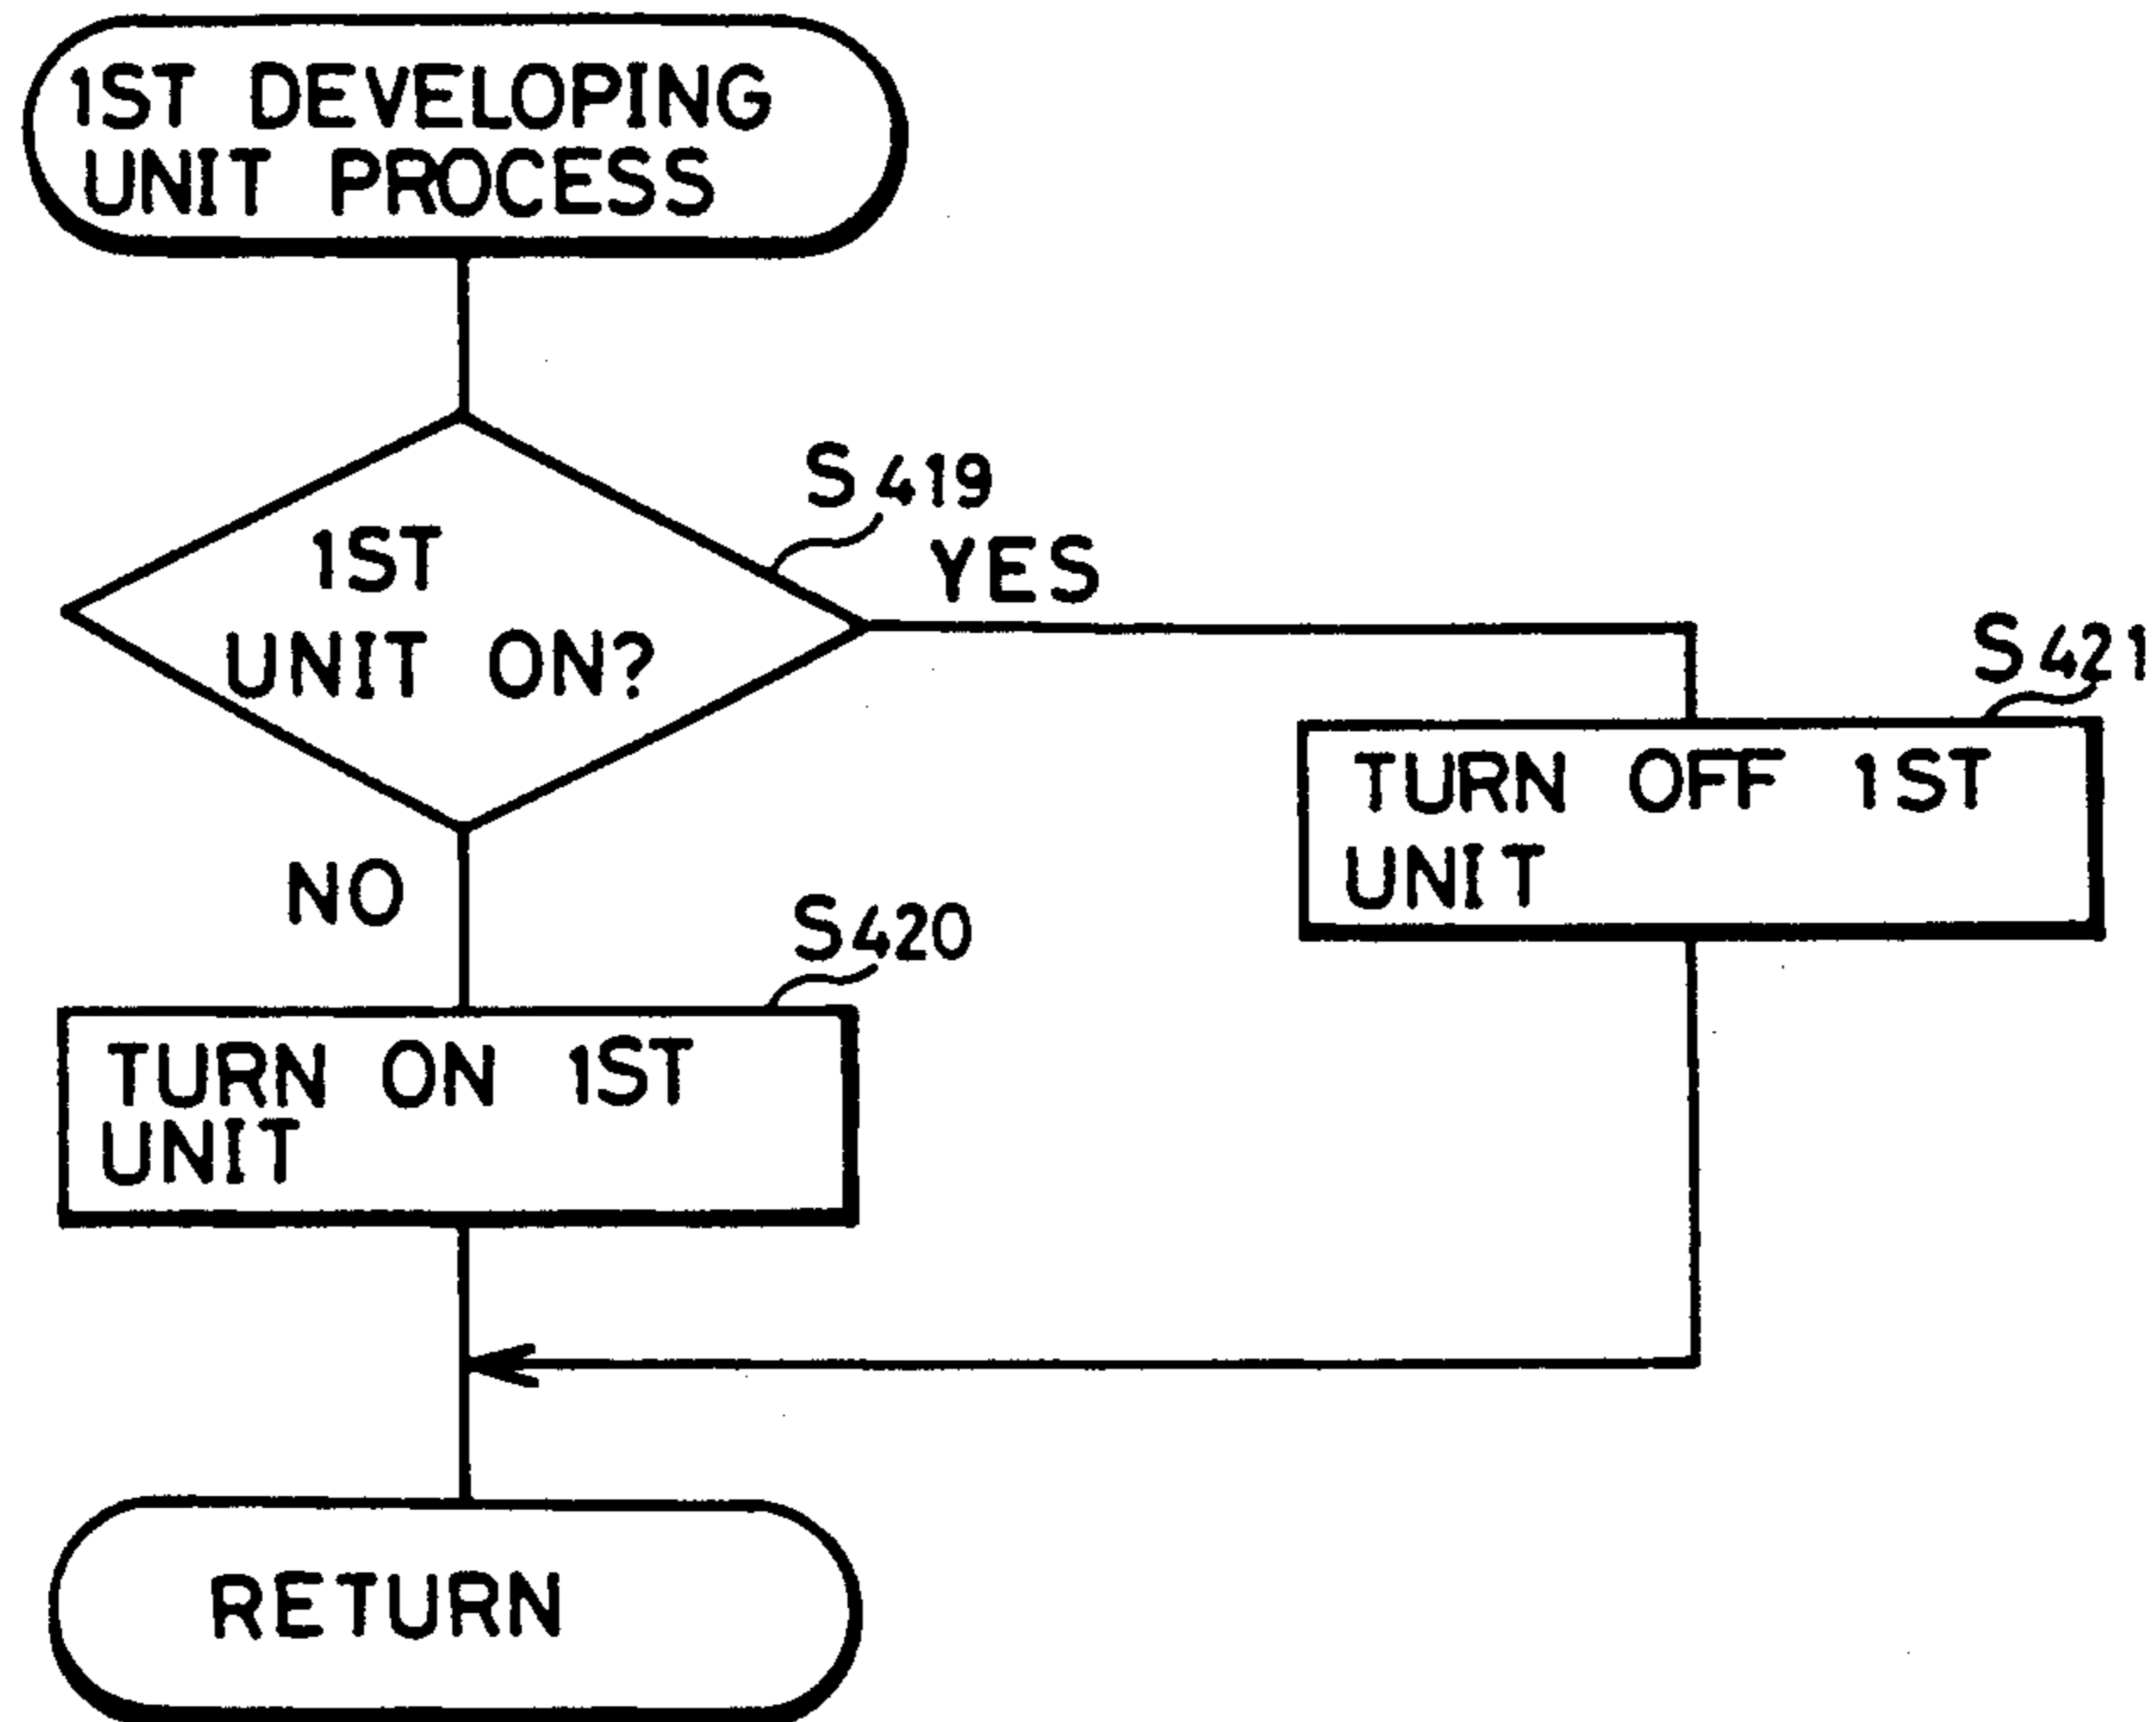 1ST DEVELOPING
UNIT PROCESS
S419
1ST
UNIT ON?
YES
S421
TURN OFF 1ST
UNIT
NO
S420
TURN ON 1ST
UNIT
RETURN